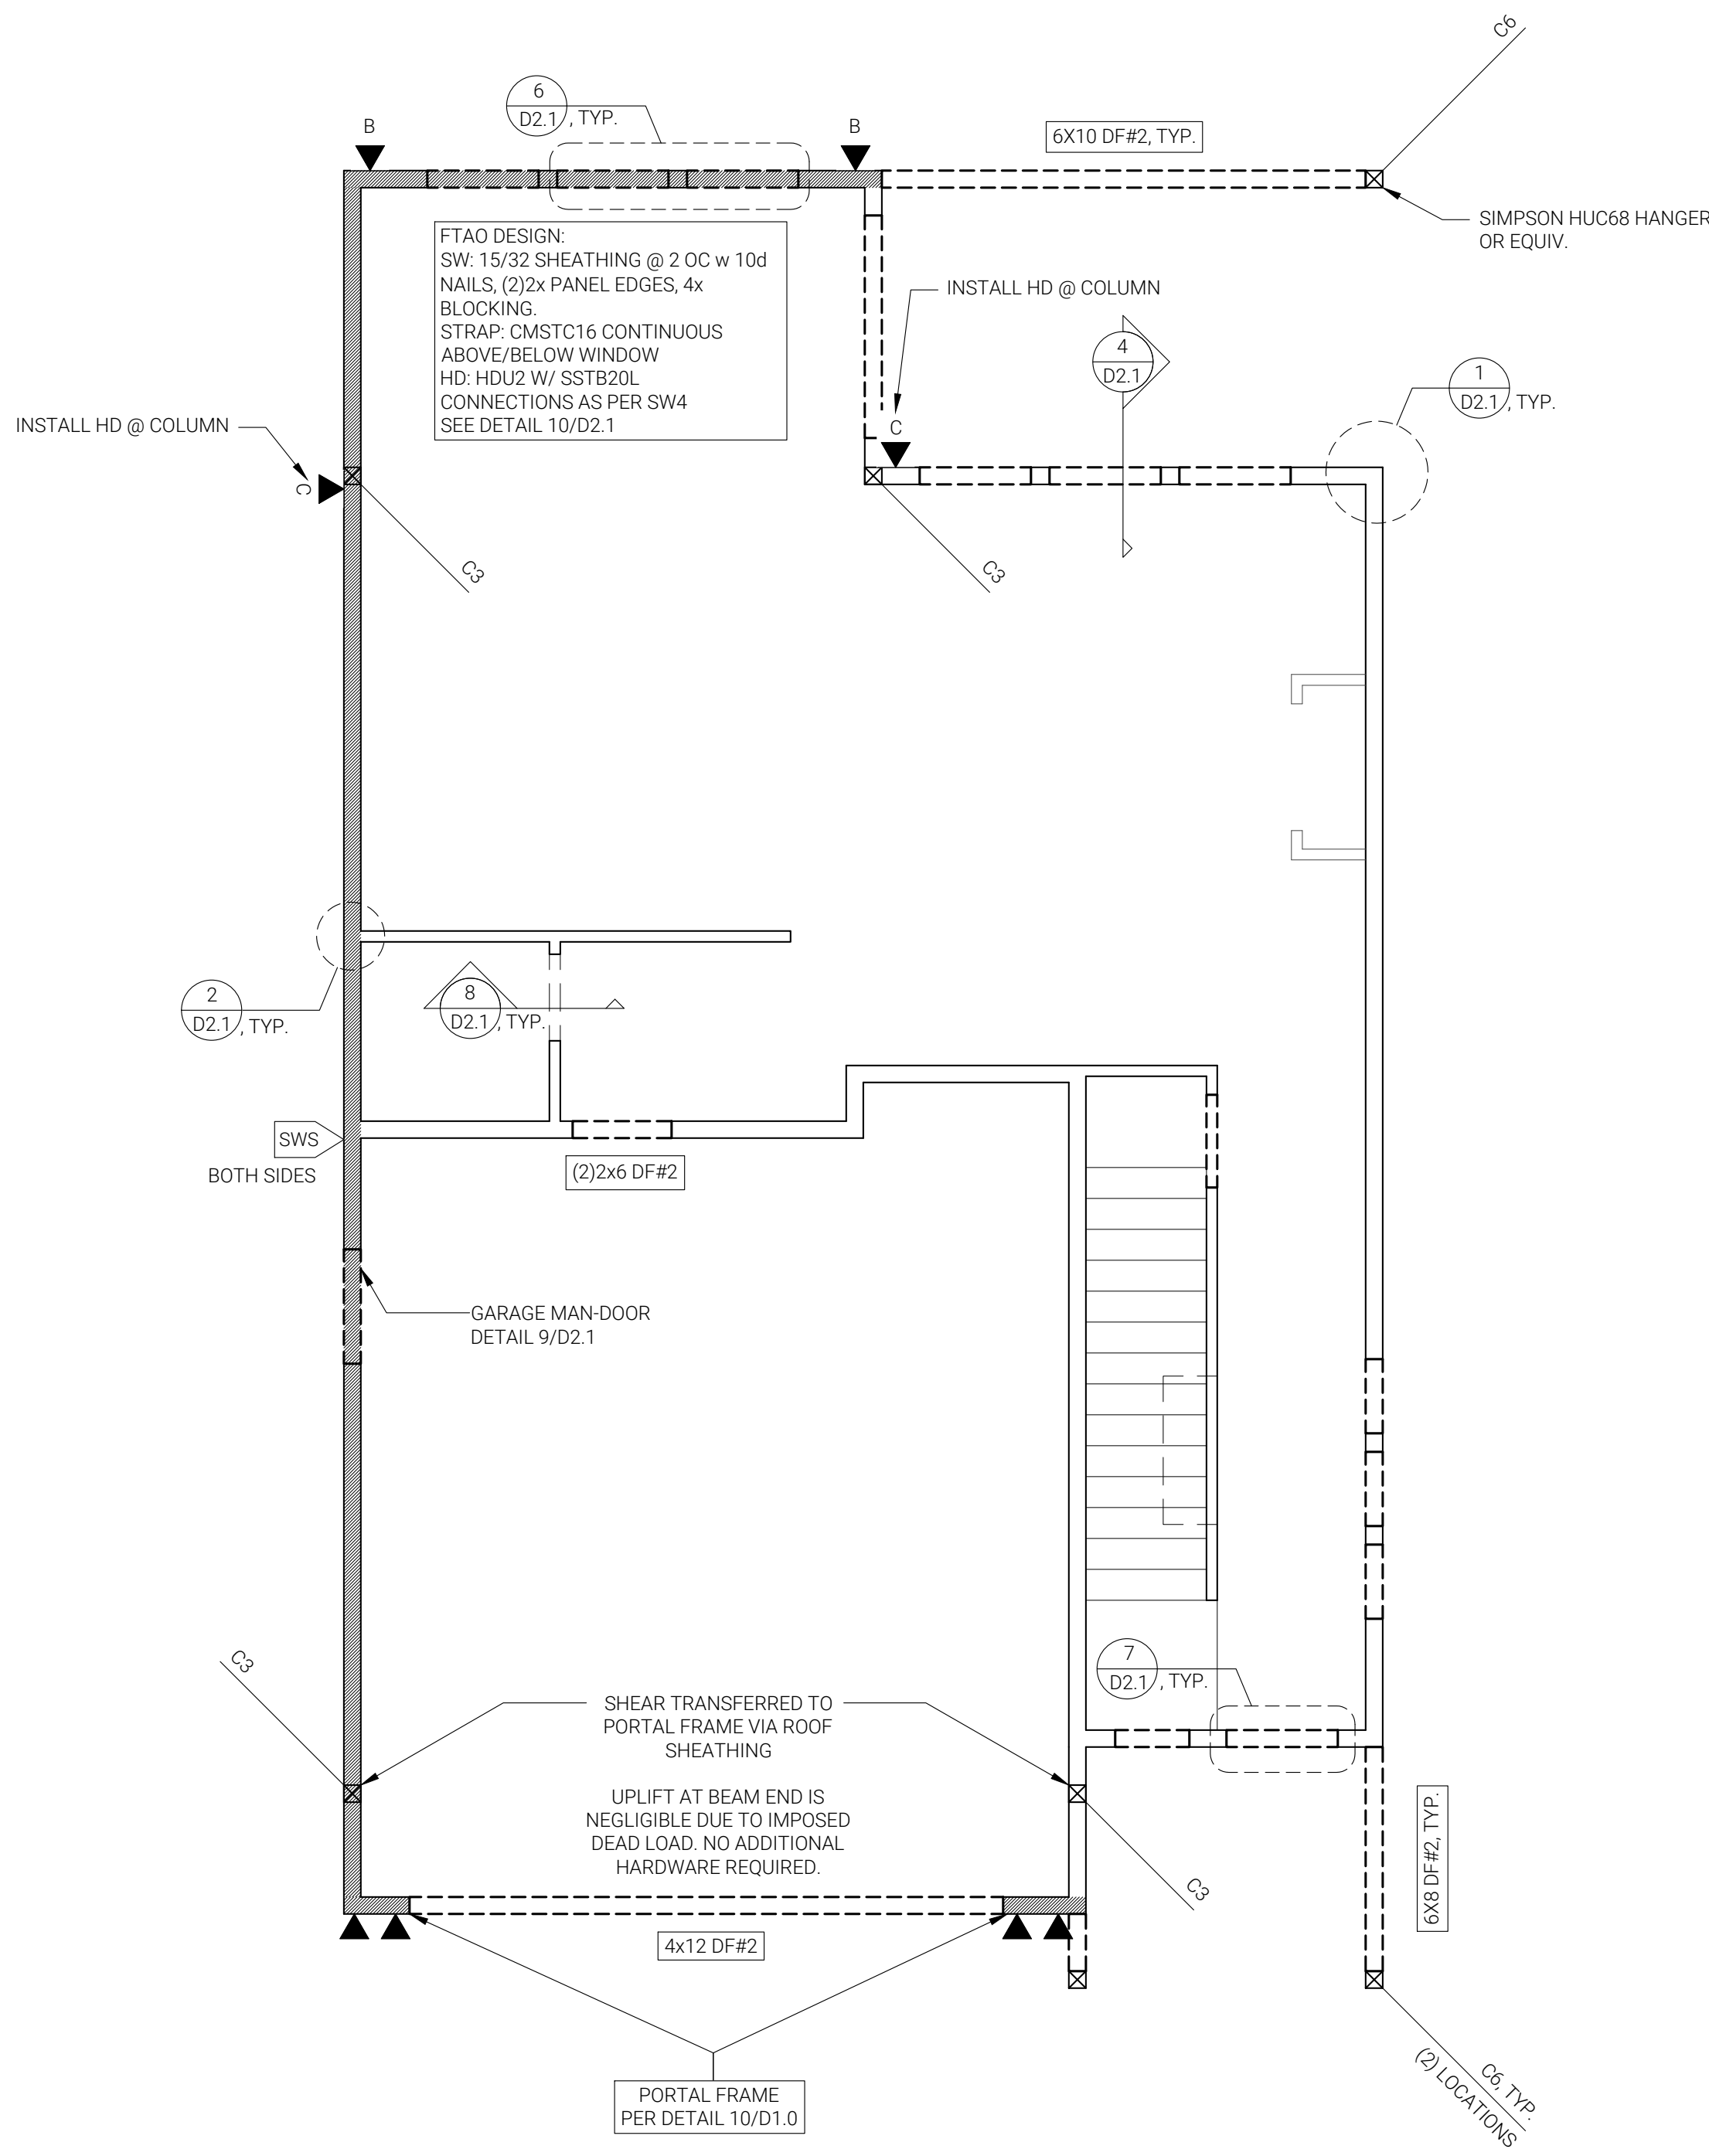 C6
6
D2.1
, TYP.
B
B
6X10 DF#2, TYP.
SIMPSON HUC68 HANGER
OR EQUIV.
FTAO DESIGN:
SW: 15/32 SHEATHING @ 2 OC w 10d
NAILS, (2)2x PANEL EDGES, 4x
BLOCKING.
STRAP: CMSTC16 CONTINUOUS
ABOVE/BELOW WINDOW
HD: HDU2 W/ SSTB20L
CONNECTIONS AS PER SW4
SEE DETAIL 10/D2.1
INSTALL HD @ COLUMN
4
D2.1
1
D2.1
, TYP.
INSTALL HD @ COLUMN
C
C
C3
C3
2
D2.1
, TYP.
8
D2.1
, TYP.
SWS
BOTH SIDES
(2)2x6 DF#2
GARAGE MAN-DOOR
DETAIL 9/D2.1
7
D2.1
, TYP.
C3
SHEAR TRANSFERRED TO
PORTAL FRAME VIA ROOF
SHEATHING
UPLIFT AT BEAM END IS
NEGLIGIBLE DUE TO IMPOSED
DEAD LOAD. NO ADDITIONAL
HARDWARE REQUIRED.
C3
6X8 DF#2, TYP.
4x12 DF#2
C6, TYP.
(2) LOCATIONS
PORTAL FRAME
PER DETAIL 10/D1.0